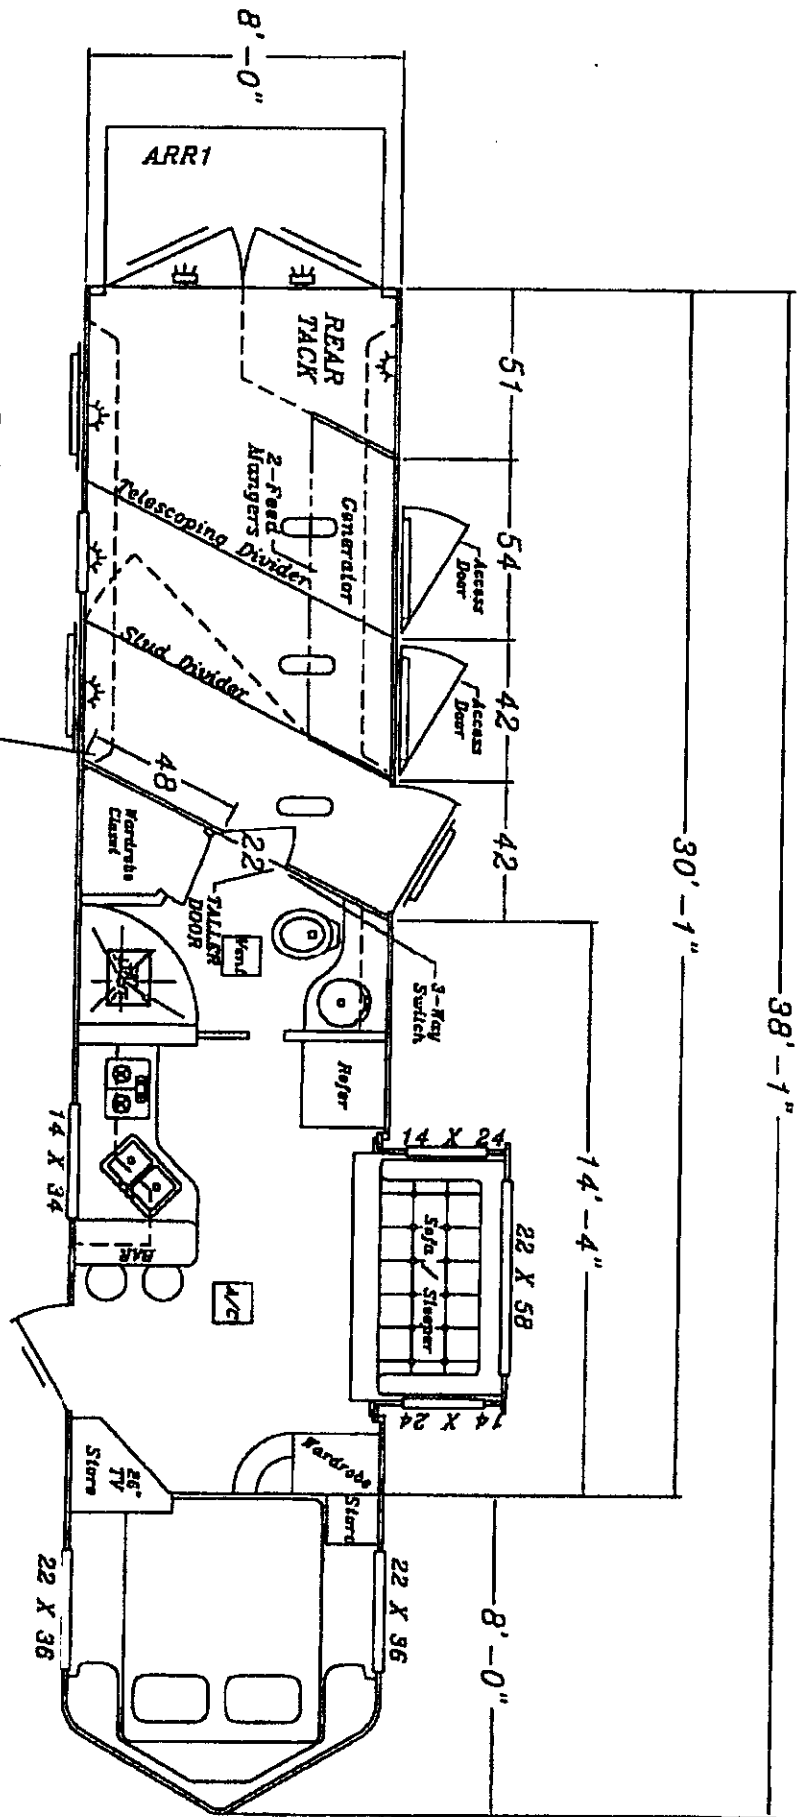 8'-0"
ARR1
REAR
TACK
51
54
42
42
30'-1"
38'-1"
14'-4"
8'-0"
Access
Door
Access
Door
Generator
2-Feed
Mangers
Telescoping Divider
Stud Divider
48
22
TALLER
DOOR
Wardrobe
Closet
Vent
3-Way
Switch
Refer
14 X 24
22 X 58
14 X 24
Sofa / Sleeper
14 X 34
BAR
A/C
Wardrobe
Store
26"
TV
Store
22 X 36
22 X 36